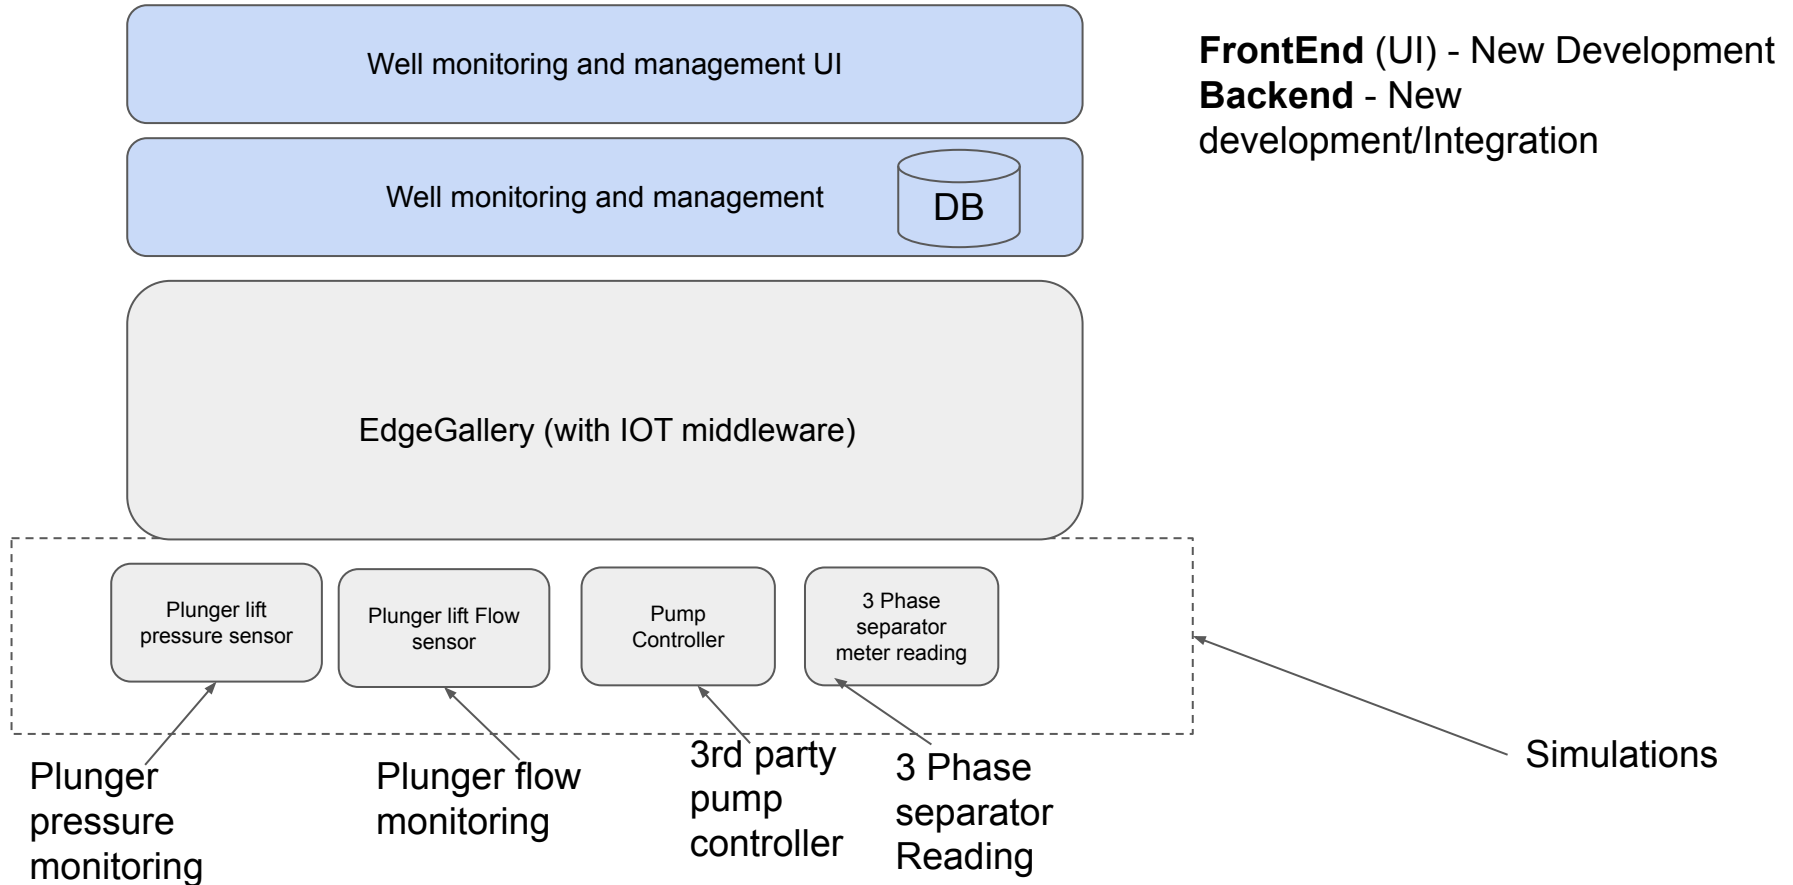 Well monitoring and management UI
FrontEnd (UI) - New Development
Backend - New
development/Integration
Well monitoring and management
DB
EdgeGallery (with IOT middleware)
Plunger lift
pressure sensor
Plunger lift Flow
sensor
Pump
Controller
3 Phase
separator
meter reading
Plunger
pressure
monitoring
Plunger flow
monitoring
3rd party
pump
controller
3 Phase
separator
Reading
Simulations